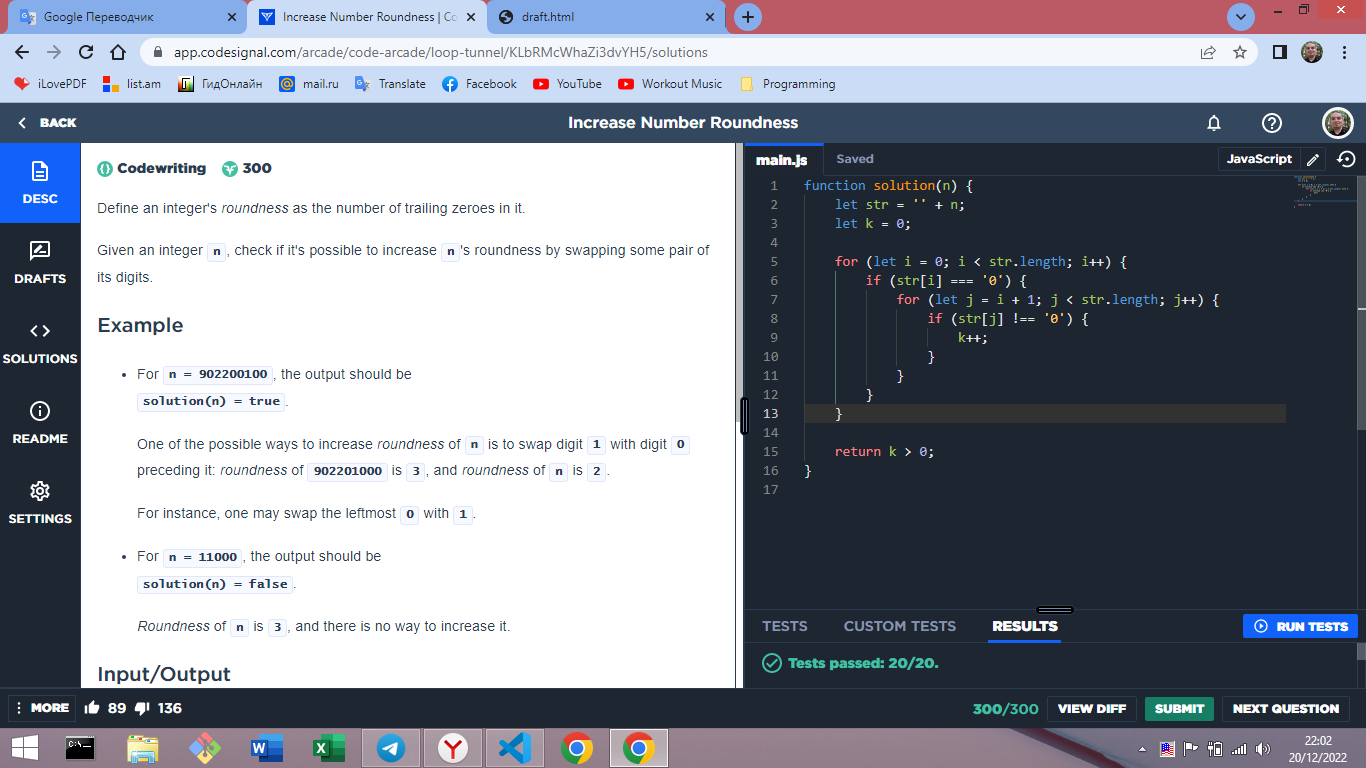 Google Переводчик
Increase Number Roundness | Co
draft.html
app.codesignal.com/arcade/code-arcade/loop-tunnel/KLbRMcWhaZi3dvYH5/solutions
iLovePDF list.am ГидОнлайн mail.ru Translate Facebook YouTube Workout Music Programming
BACK
Increase Number Roundness
DESC
DRAFTS
SOLUTIONS
README
SETTINGS
Codewriting 300
Define an integer's roundness as the number of trailing zeroes in it.
Given an integer n, check if it's possible to increase n's roundness by swapping some pair of
its digits.
Example
• For n = 902200100, the output should be
solution(n) = true.
One of the possible ways to increase roundness of n is to swap digit 1 with digit 0
preceding it: roundness of 902201000 is 3, and roundness of n is 2.
For instance, one may swap the leftmost 0 with 1.
• For n = 11000, the output should be
solution(n) = false.
Roundness of n is 3, and there is no way to increase it.
Input/Output
main.js Saved JavaScript
1 function solution(n) {
2 let str = '' + n;
3 let k = 0;
4
5 for (let i = 0; i < str.length; i++) {
6 if (str[i] === '0') {
7 for (let j = i + 1; j < str.length; j++) {
8 if (str[j] !== '0') {
9 k++;
10 }
11 }
12 }
13 }
14
15 return k > 0;
16 }
17
TESTS CUSTOM TESTS RESULTS RUN TESTS
Tests passed: 20/20.
MORE 89 136
300/300 VIEW DIFF SUBMIT NEXT QUESTION
22:02
20/12/2022